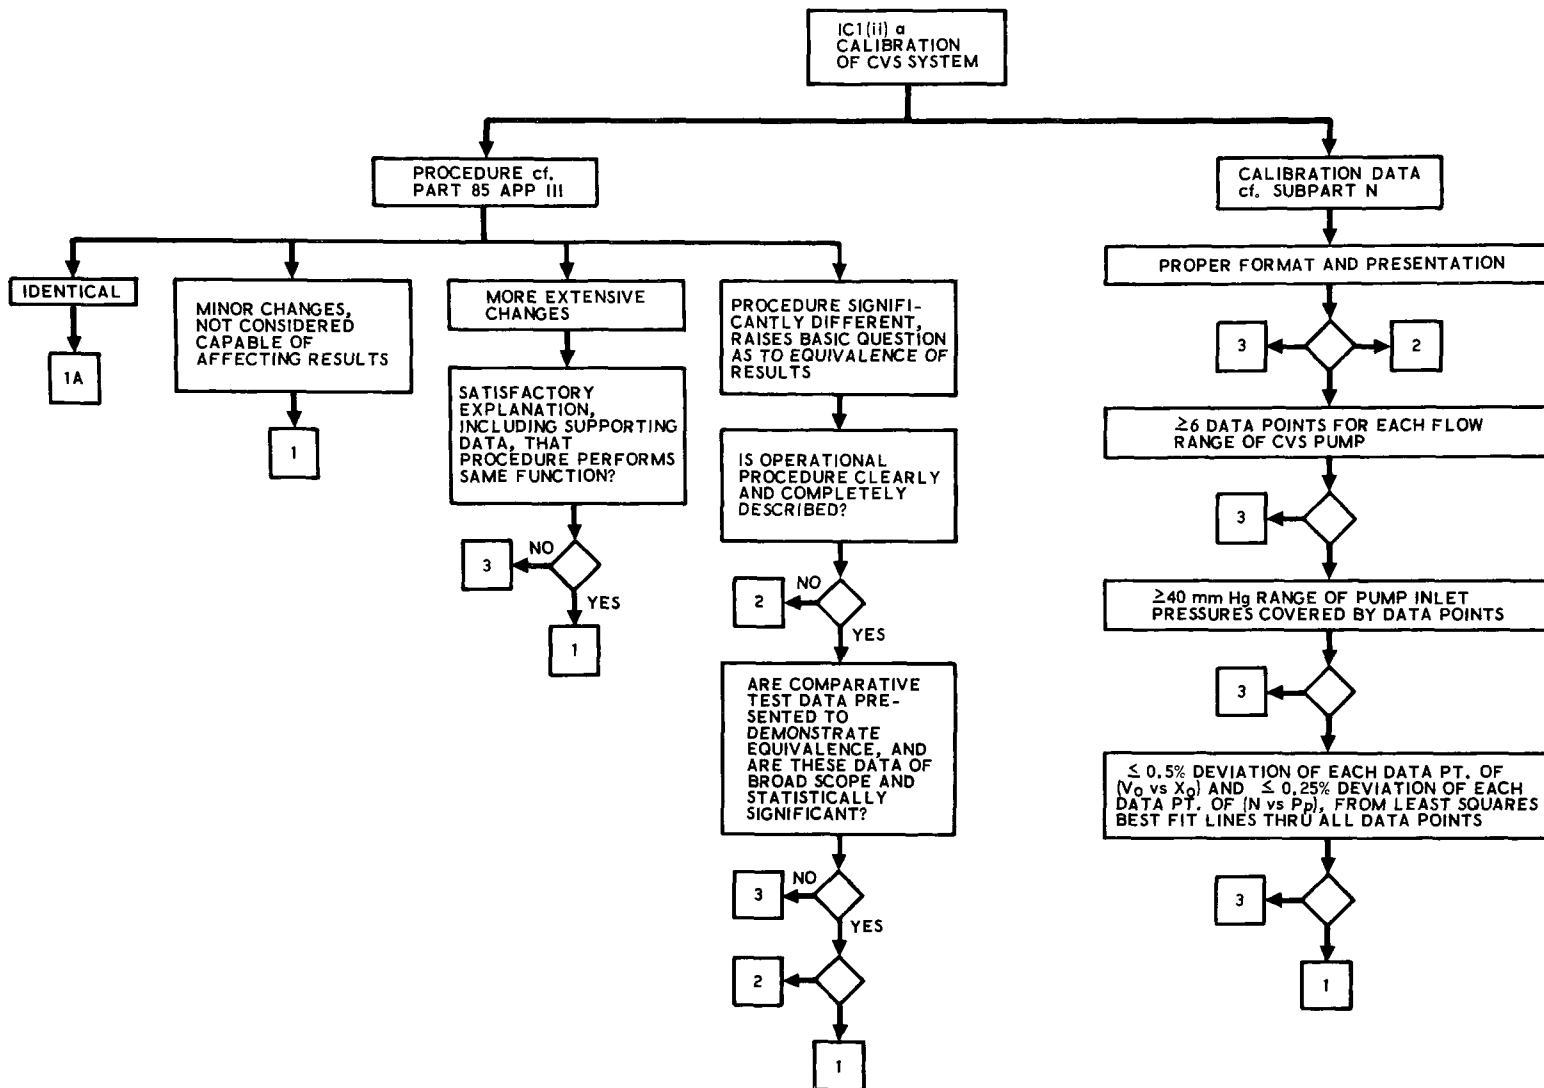 IC1(ii) a
CALIBRATION
OF CVS SYSTEM
PROCEDURE cf.
PART 85 APP III
CALIBRATION DATA
cf. SUBPART N
IDENTICAL
1A
MINOR CHANGES,
NOT CONSIDERED
CAPABLE OF
AFFECTING RESULTS
1
MORE EXTENSIVE
CHANGES
SATISFACTORY
EXPLANATION,
INCLUDING SUPPORTING
DATA, THAT
PROCEDURE PERFORMS
SAME FUNCTION?
NO
3
YES
1
PROCEDURE SIGNIFI-
CANTLY DIFFERENT,
RAISES BASIC QUESTION
AS TO EQUIVALENCE OF
RESULTS
IS OPERATIONAL
PROCEDURE CLEARLY
AND COMPLETELY
DESCRIBED?
NO
2
YES
ARE COMPARATIVE
TEST DATA PRE-
SENTED TO
DEMONSTRATE
EQUIVALENCE, AND
ARE THESE DATA OF
BROAD SCOPE AND
STATISTICALLY
SIGNIFICANT?
NO
3
YES
2
1
PROPER FORMAT AND PRESENTATION
3
2
≥6 DATA POINTS FOR EACH FLOW
RANGE OF CVS PUMP
3
≥40 mm Hg RANGE OF PUMP INLET
PRESSURES COVERED BY DATA POINTS
3
≤ 0.5% DEVIATION OF EACH DATA PT. OF
(Vo vs Xo) AND ≤ 0.25% DEVIATION OF EACH
DATA PT. OF (N vs Pp), FROM LEAST SQUARES
BEST FIT LINES THRU ALL DATA POINTS
3
1